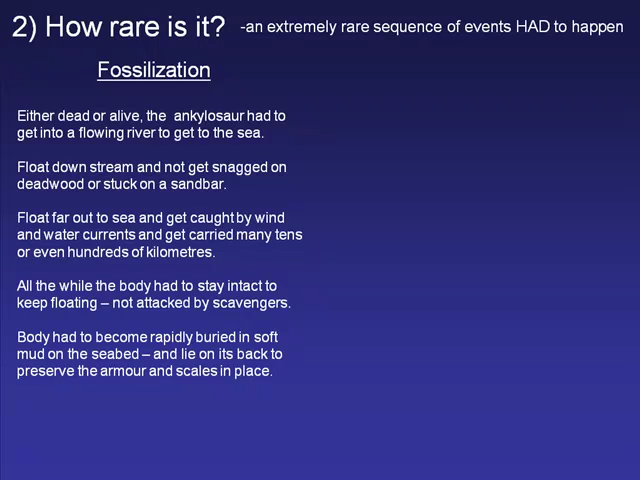 2) How rare is it? -an extremely rare sequence of events HAD to happen
Fossilization
Either dead or alive, the ankylosaur had to
get into a flowing river to get to the sea.
Float down stream and not get snagged on
deadwood or stuck on a sandbar.
Float far out to sea and get caught by wind
and water currents and get carried many tens
or even hundreds of kilometres.
All the while the body had to stay intact to
keep floating – not attacked by scavengers.
Body had to become rapidly buried in soft
mud on the seabed – and lie on its back to
preserve the armour and scales in place.